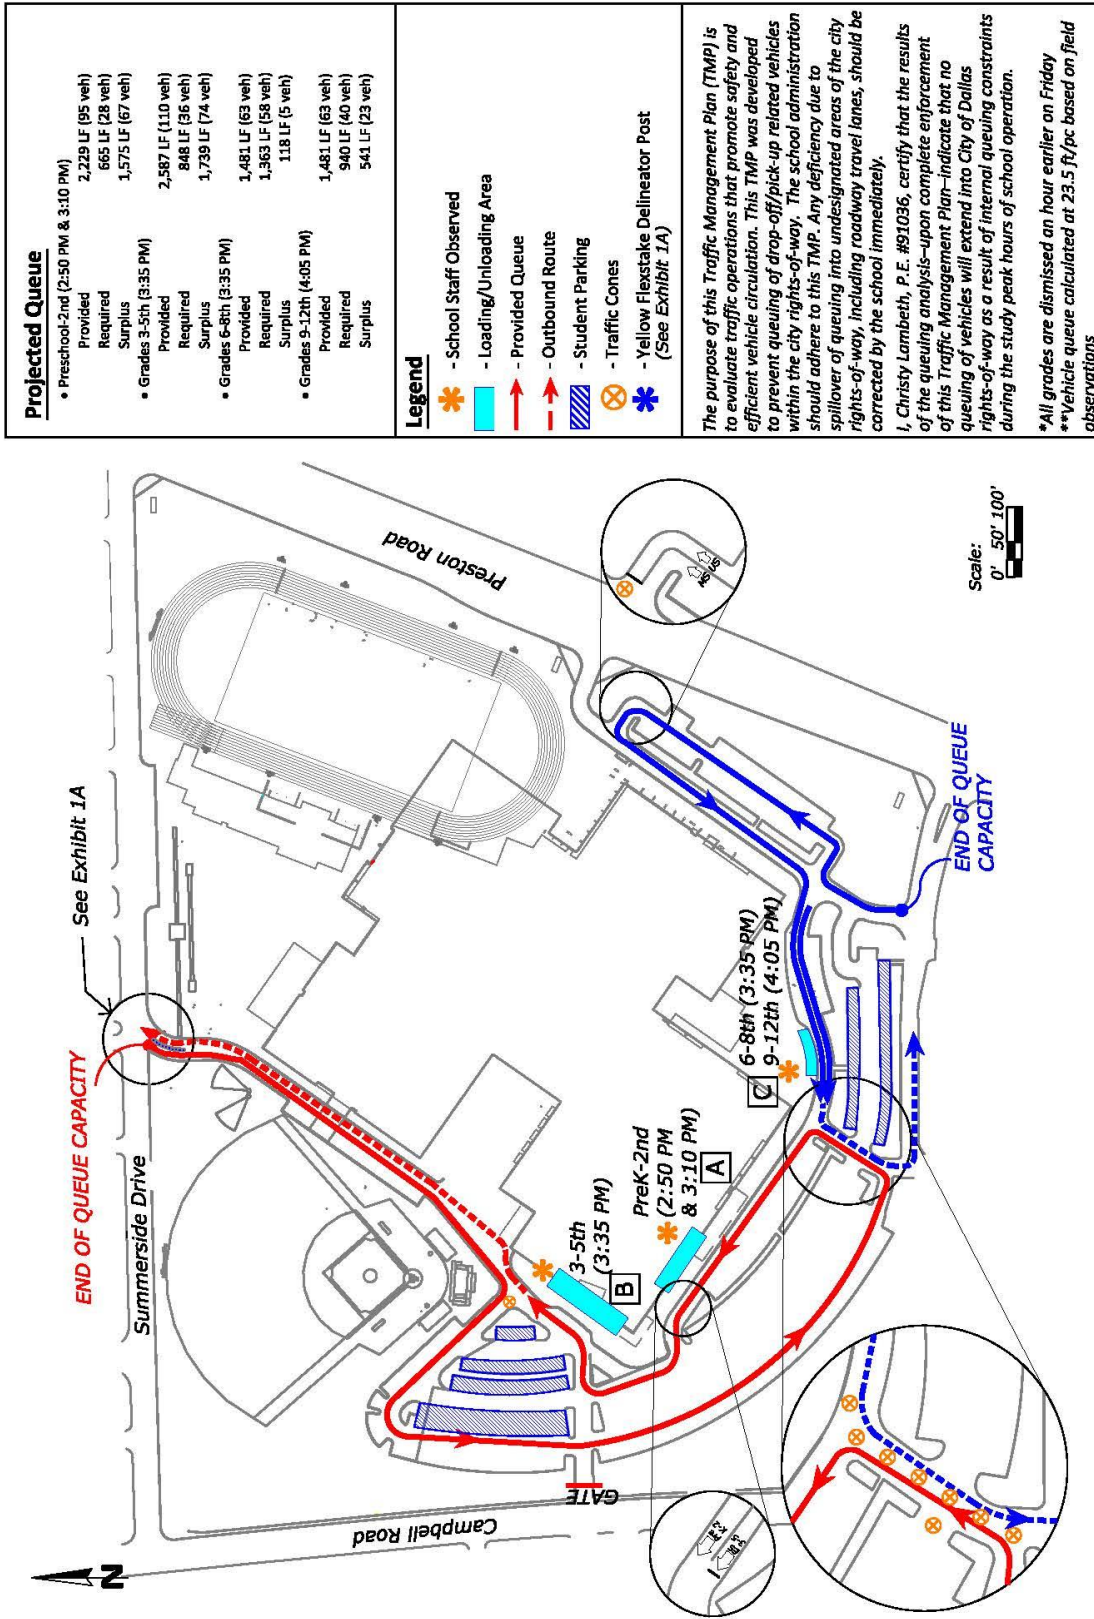 Projected Queue
• Preschool-2nd (2:50 PM & 3:10 PM)
Provided 2,229 LF (95 veh)
Required 665 LF (28 veh)
Surplus 1,575 LF (67 veh)
• Grades 3-5th (3:35 PM)
Provided 2,587 LF (110 veh)
Required 848 LF (36 veh)
Surplus 1,739 LF (74 veh)
• Grades 6-8th (3:35 PM)
Provided 1,481 LF (63 veh)
Required 1,363 LF (58 veh)
Surplus 118 LF (5 veh)
• Grades 9-12th (4:05 PM)
Provided 1,481 LF (63 veh)
Required 940 LF (40 veh)
Surplus 541 LF (23 veh)
Legend
- School Staff Observed
- Loading/Unloading Area
- Provided Queue
- Outbound Route
- Student Parking
- Traffic Cones
- Yellow Flexstake Delineator Post
(See Exhibit 1A)
The purpose of this Traffic Management Plan (TMP) is
to evaluate traffic operations that promote safety and
efficient vehicle circulation. This TMP was developed
to prevent queuing of drop-off/pick-up related vehicles
within the city rights-of-way. The school administration
should adhere to this TMP. Any deficiency due to
spillover of queuing into undesignated areas of the city
rights-of-way, including roadway travel lanes, should be
corrected by the school immediately.
I, Christy Lambeth, P.E. #91036, certify that the results
of the queuing analysis–upon complete enforcement
of this Traffic Management Plan–indicate that no
queuing of vehicles will extend into City of Dallas
rights-of-way as a result of internal queuing constraints
during the study peak hours of school operation.
*All grades are dismissed an hour earlier on Friday
**Vehicle queue calculated at 23.5 ft/pc based on field
observations
N
See Exhibit 1A
END OF QUEUE CAPACITY
Summerside Drive
Preston Road
Campbell Road
GATE
3-5th
(3:35 PM)
B
PreK-2nd
(2:50 PM
& 3:10 PM)
A
C
6-8th (3:35 PM)
9-12th (4:05 PM)
END OF QUEUE
CAPACITY
MS
US
3-5
Scale:
0' 50' 100'